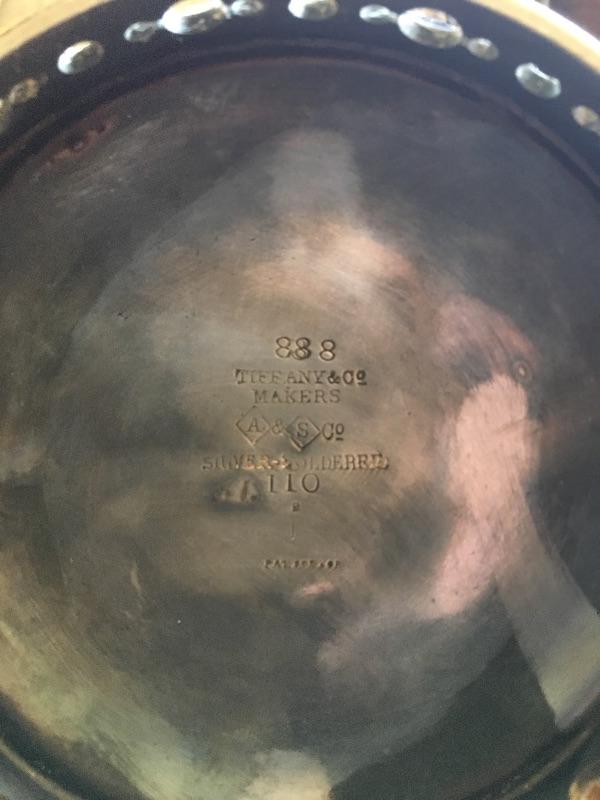 888
TIFFANY & Cº
MAKERS
A & S Cº
SILVER-SOLDERED
110